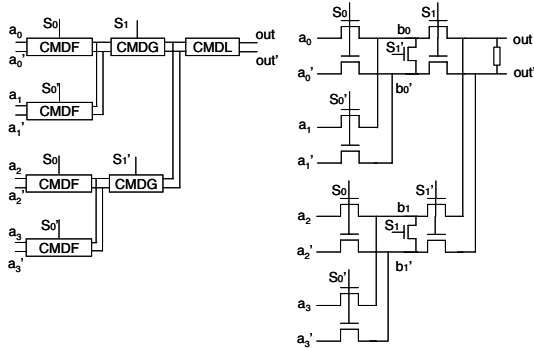 S0 S1
a0 CMDF CMDG CMDL out
a0' out'
S0'
a1 CMDF
a1'
S0 S1'
a2 CMDF CMDG
a2'
S0'
a3 CMDF
a3'
S0 S1
a0 b0 out
S1'
a0' b0' out'
S0'
a1
a1'
S0 S1'
a2 b1
S1
a2' b1'
S0'
a3
a3'